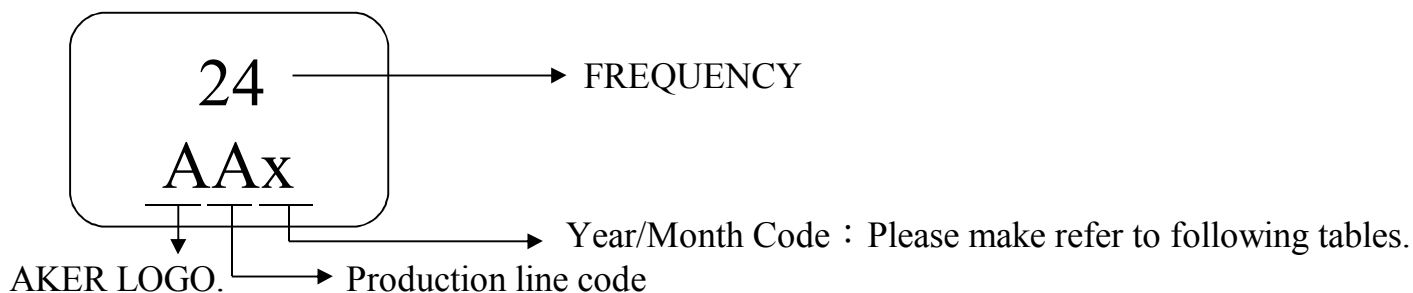 24
FREQUENCY
AAx
Year/Month Code：Please make refer to following tables.
AKER LOGO.
Production line code